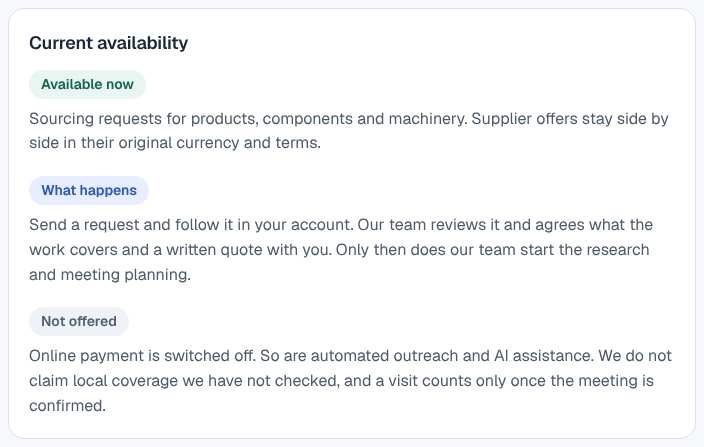 Current availability
Available now
Sourcing requests for products, components and machinery. Supplier offers stay side by
side in their original currency and terms.
What happens
Send a request and follow it in your account. Our team reviews it and agrees what the
work covers and a written quote with you. Only then does our team start the research
and meeting planning.
Not offered
Online payment is switched off. So are automated outreach and AI assistance. We do not
claim local coverage we have not checked, and a visit counts only once the meeting is
confirmed.